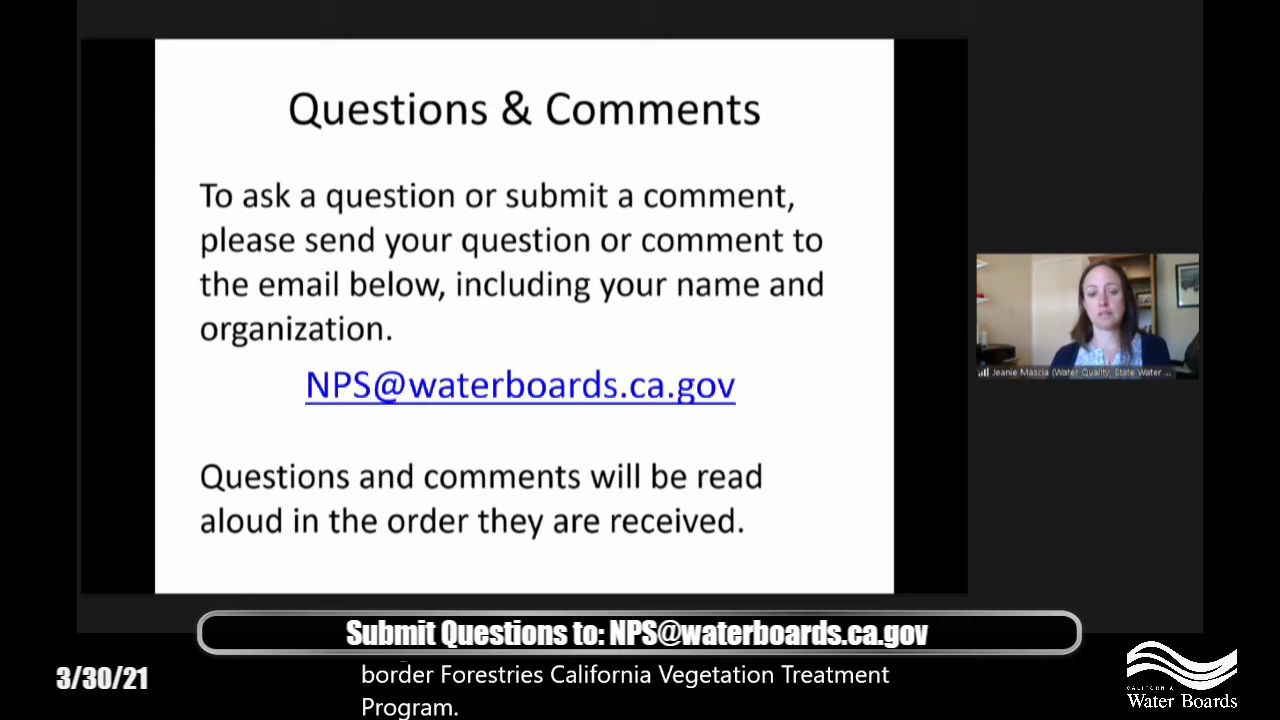 Questions & Comments
To ask a question or submit a comment,
please send your question or comment to
the email below, including your name and
organization.
NPS@waterboards.ca.gov
Questions and comments will be read
aloud in the order they are received.
Jeanie Mascia (Water Quality, State Water ...
Submit Questions to: NPS@waterboards.ca.gov
3/30/21
border Forestries California Vegetation Treatment
Program.
CALIFORNIA
Water Boards